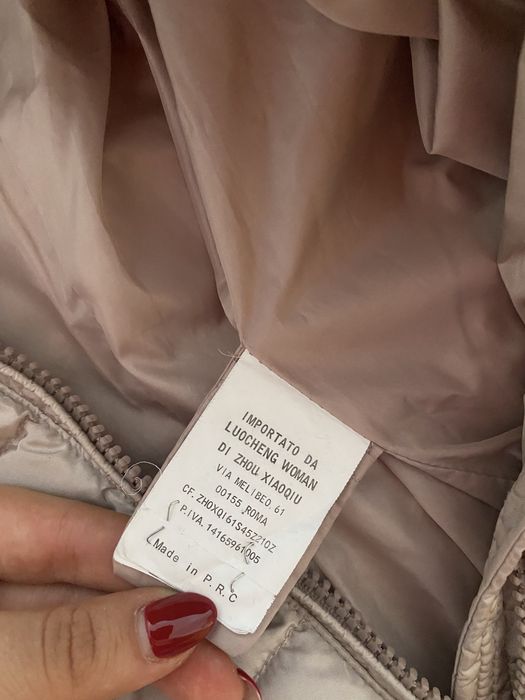 IMPORTATO DA
LUOCHENG WOMAN
DI ZHOU XIAOQIU
VIA MELIBEO 61
00155 ROMA
CF. ZHOXQI61S45Z210Z
P.IVA. 14165961005
Made in P.R.C